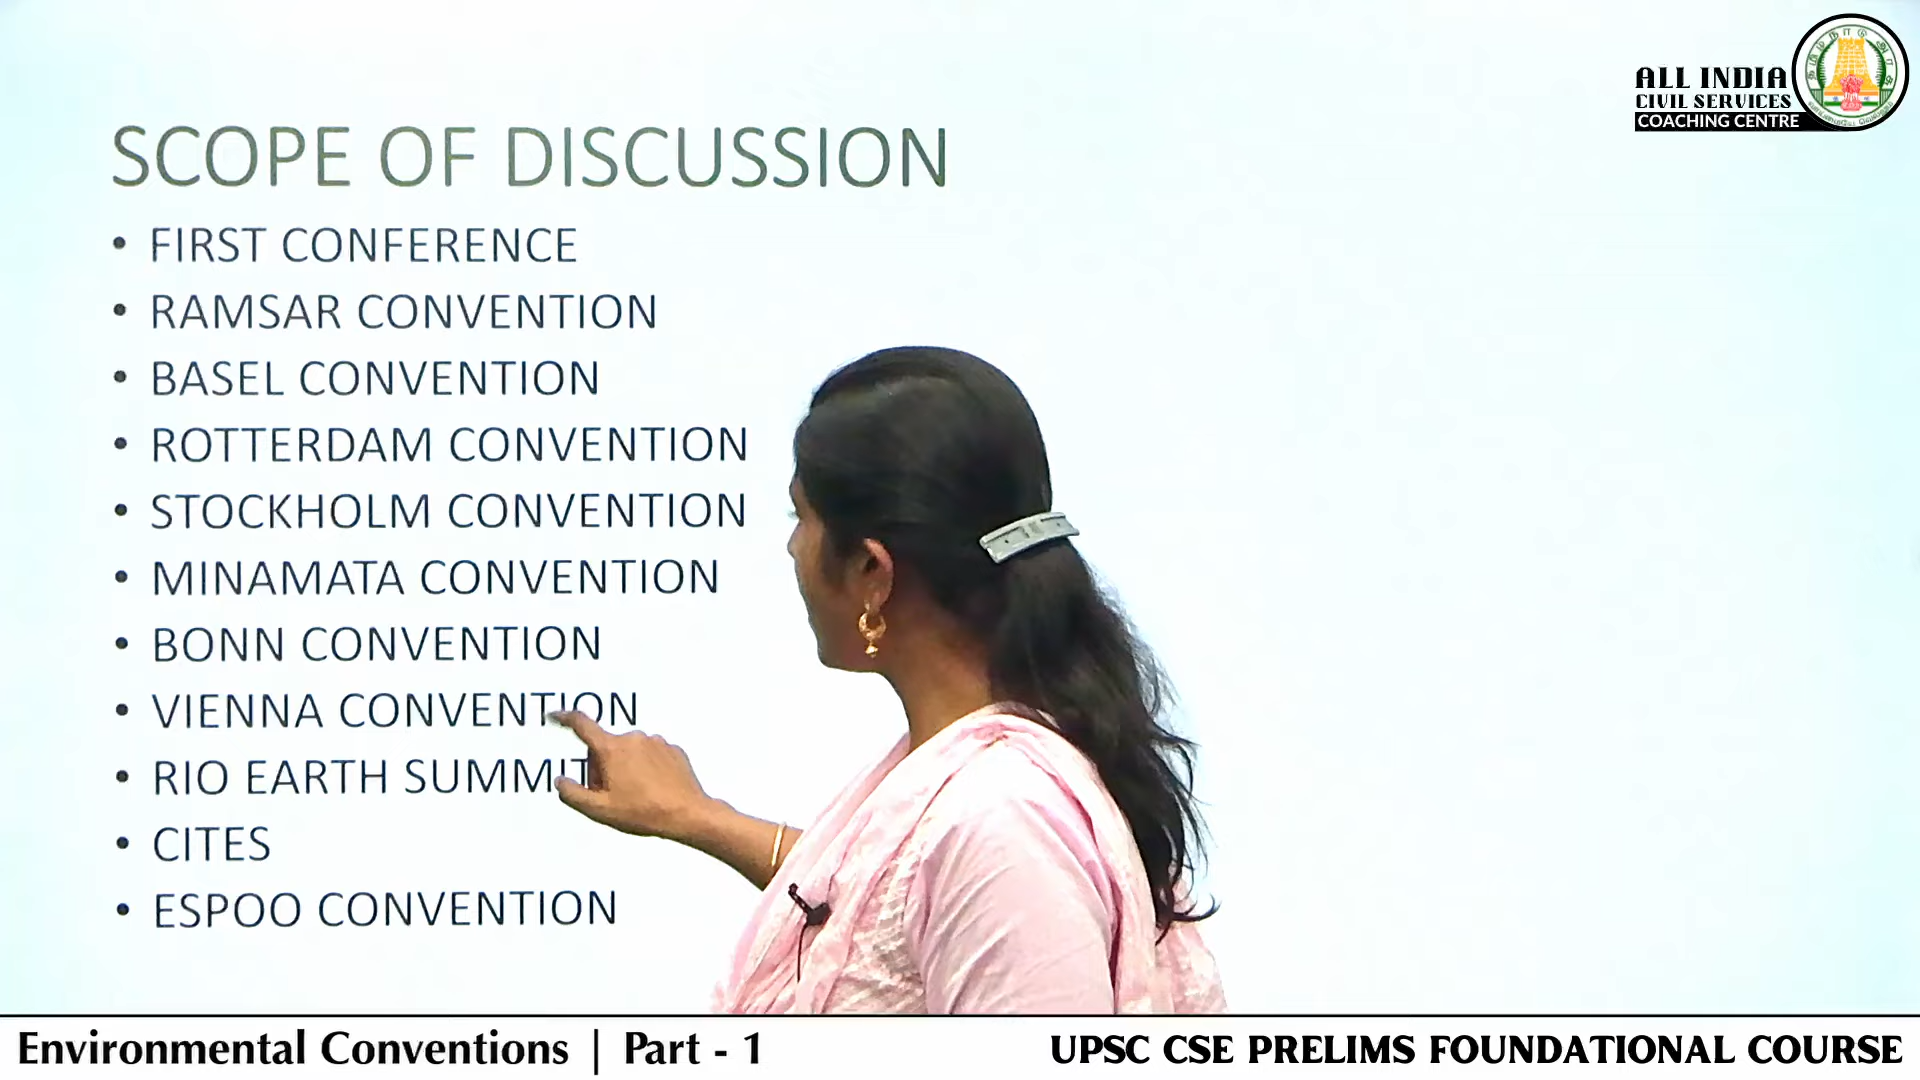 ALL INDIA
CIVIL SERVICES
COACHING CENTRE
SCOPE OF DISCUSSION
• FIRST CONFERENCE
• RAMSAR CONVENTION
• BASEL CONVENTION
• ROTTERDAM CONVENTION
• STOCKHOLM CONVENTION
• MINAMATA CONVENTION
• BONN CONVENTION
• VIENNA CONVENTION
• RIO EARTH SUMMIT
• CITES
• ESPOO CONVENTION
Environmental Conventions | Part - 1
UPSC CSE PRELIMS FOUNDATIONAL COURSE